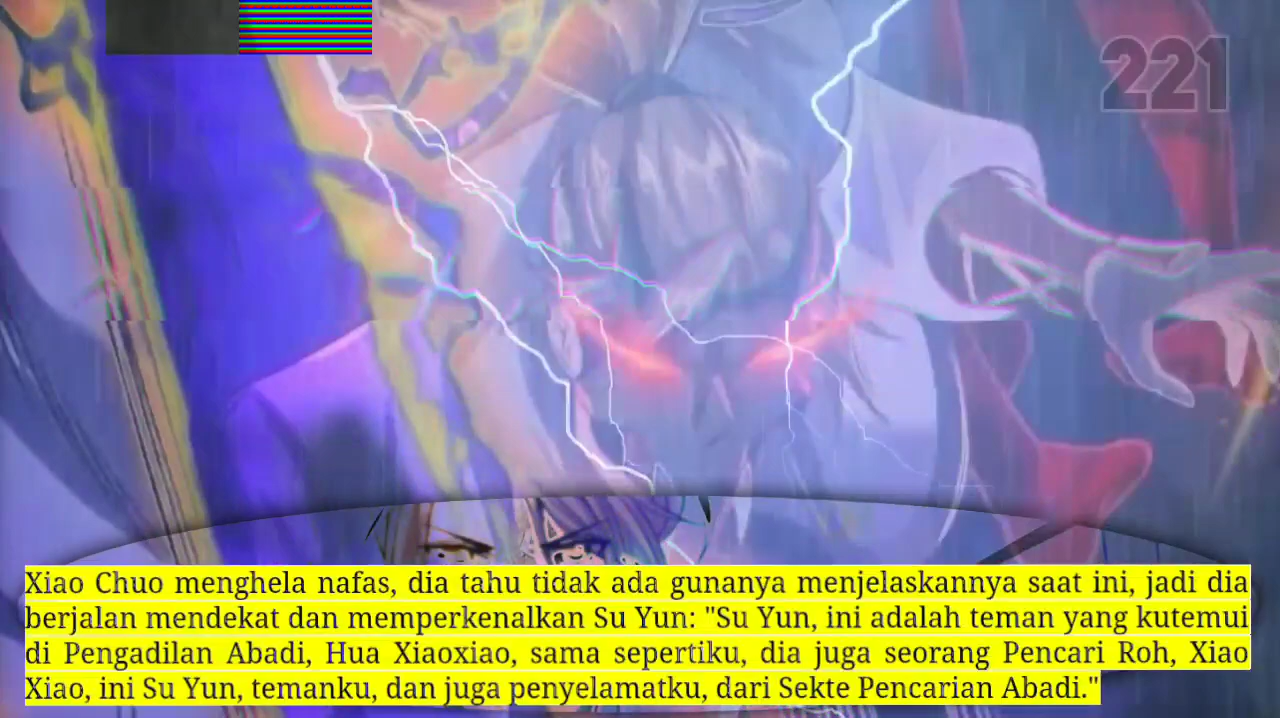 221
Xiao Chuo menghela nafas, dia tahu tidak ada gunanya menjelaskannya saat ini, jadi dia
berjalan mendekat dan memperkenalkan Su Yun: "Su Yun, ini adalah teman yang kutemui
di Pengadilan Abadi, Hua Xiaoxiao, sama sepertiku, dia juga seorang Pencari Roh, Xiao
Xiao, ini Su Yun, temanku, dan juga penyelamatku, dari Sekte Pencarian Abadi."